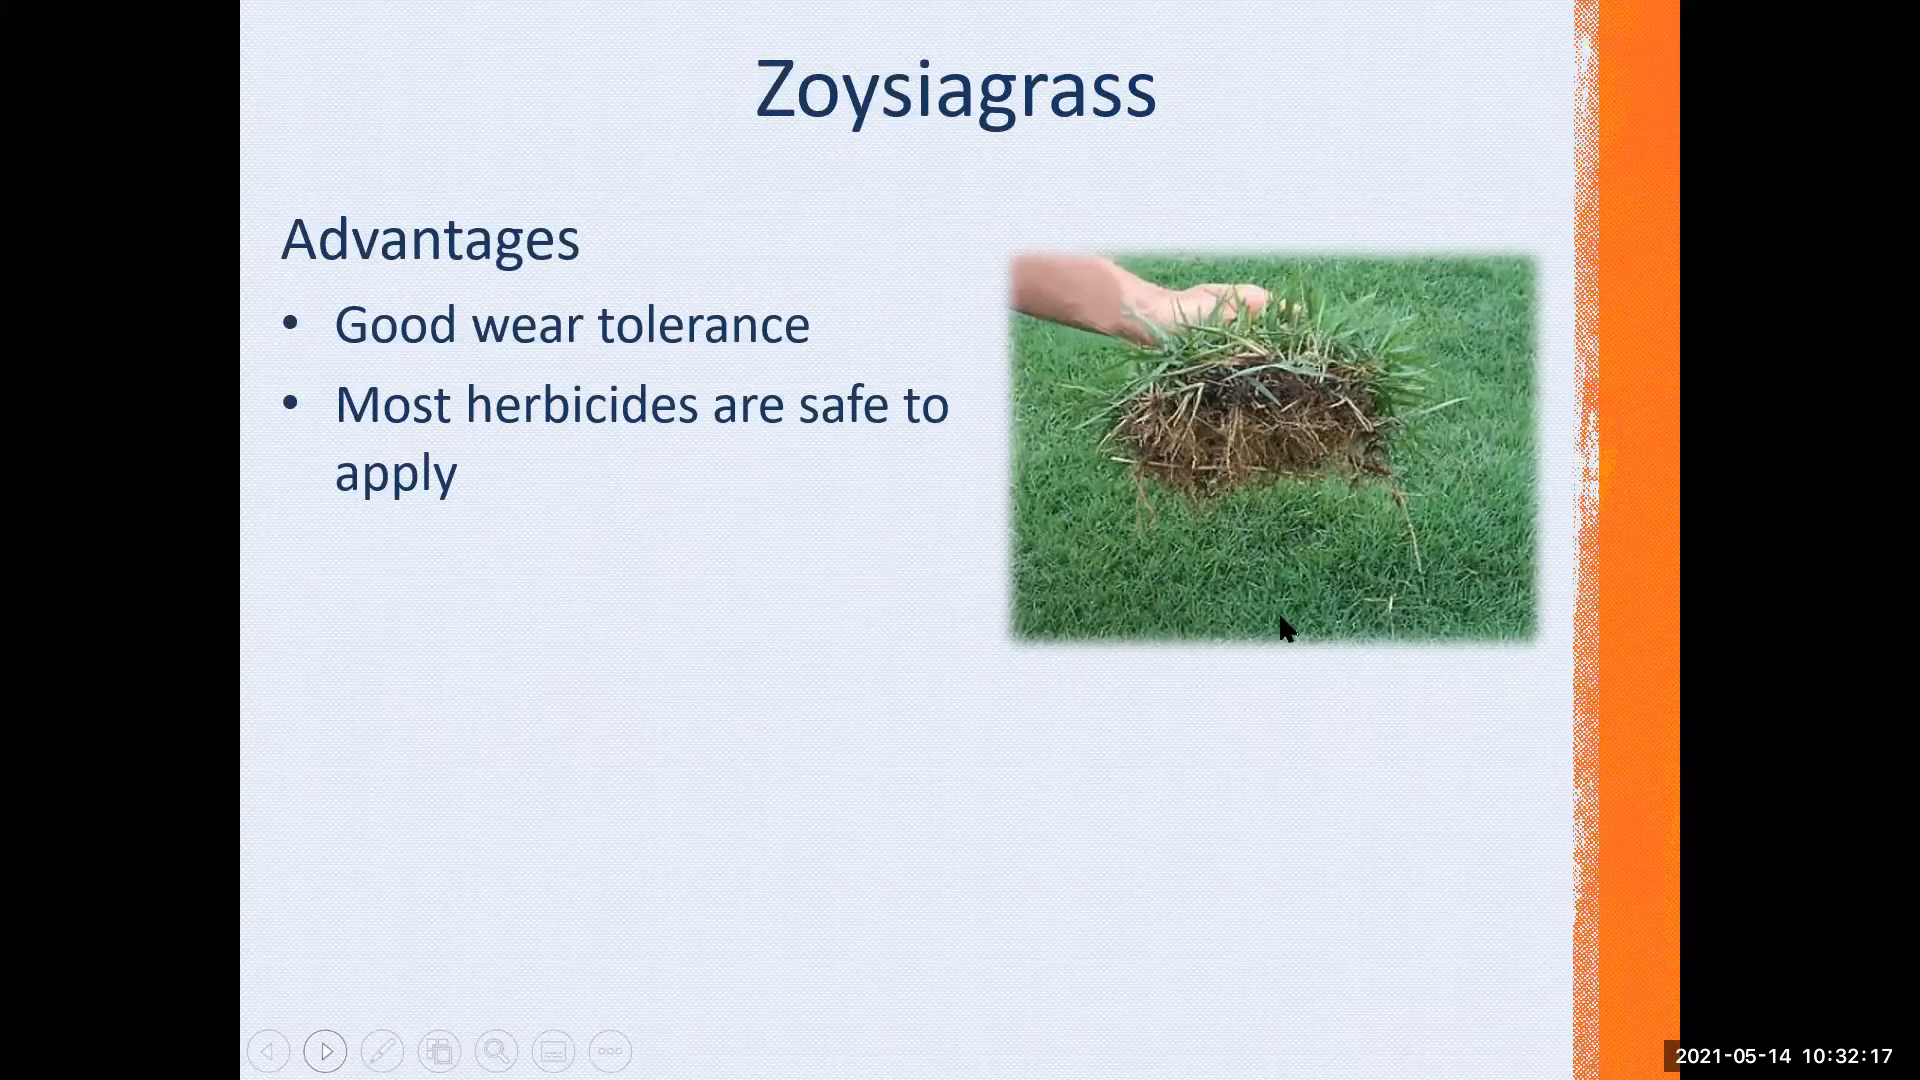 Zoysiagrass
Advantages
• Good wear tolerance
• Most herbicides are safe to
apply
2021-05-14 10:32:17